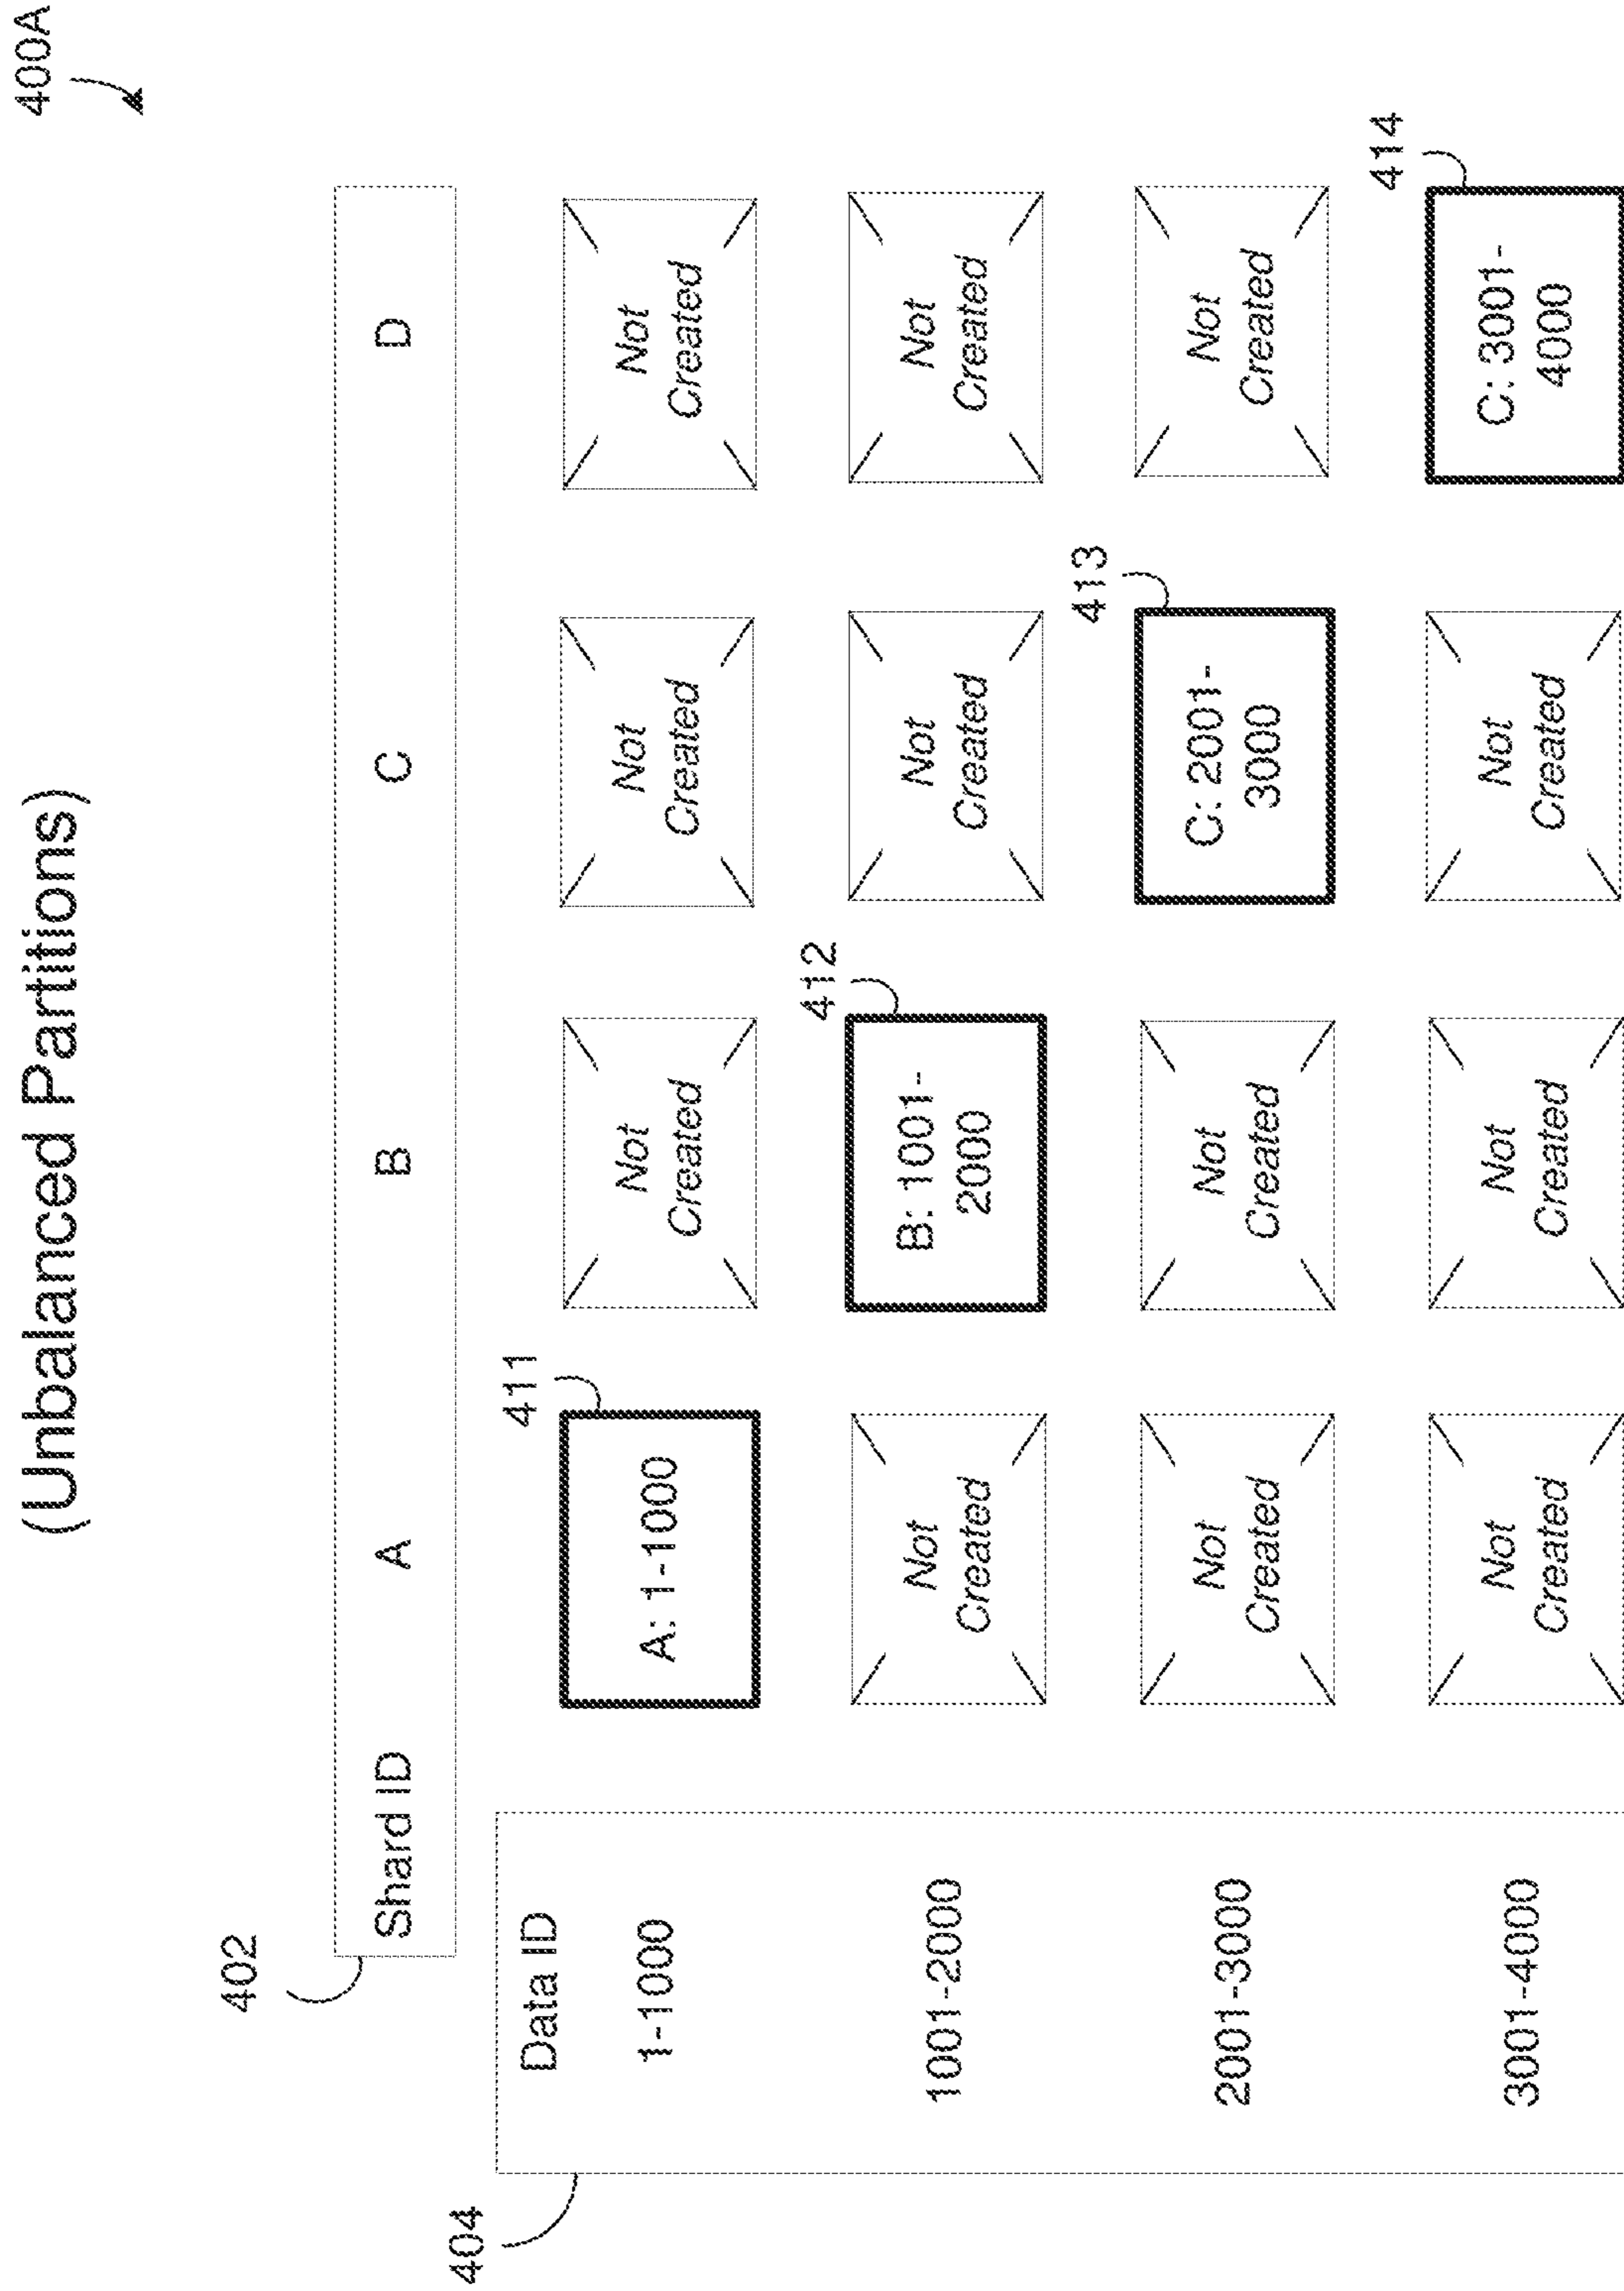 (Unbalanced Partitions)
400A
402
Shard ID A B C D
404
Data ID
411
1-1000
A: 1-1000
Not
Created
Not
Created
Not
Created
412
1001-2000
Not
Created
B: 1001-
2000
Not
Created
Not
Created
413
2001-3000
Not
Created
Not
Created
C: 2001-
3000
Not
Created
414
3001-4000
Not
Created
Not
Created
Not
Created
C: 3001-
4000